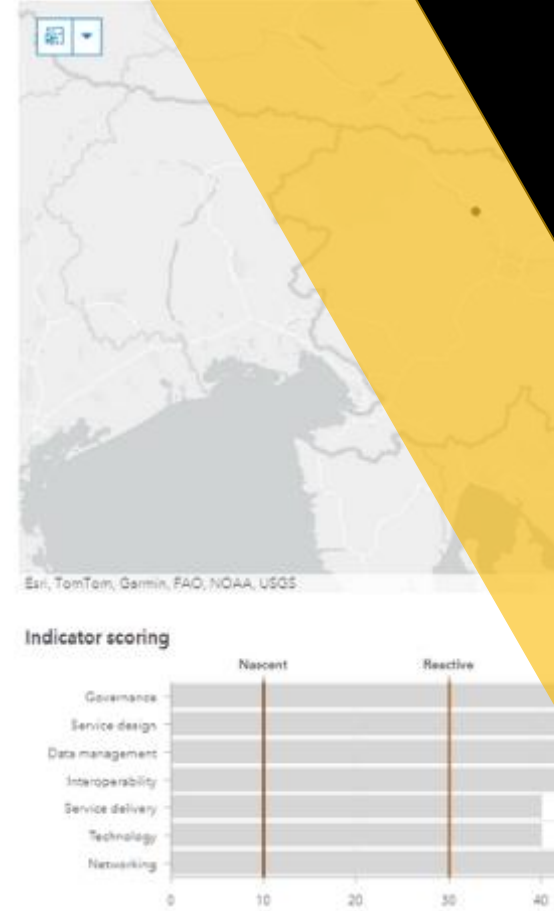 Esri, TomTom, Garmin, FAO, NOAA, USGS
Indicator scoring
Nascent Reactive
Governance
Service design
Data management
Interoperability
Service delivery
Technology
Networking
0 10 20 30 40